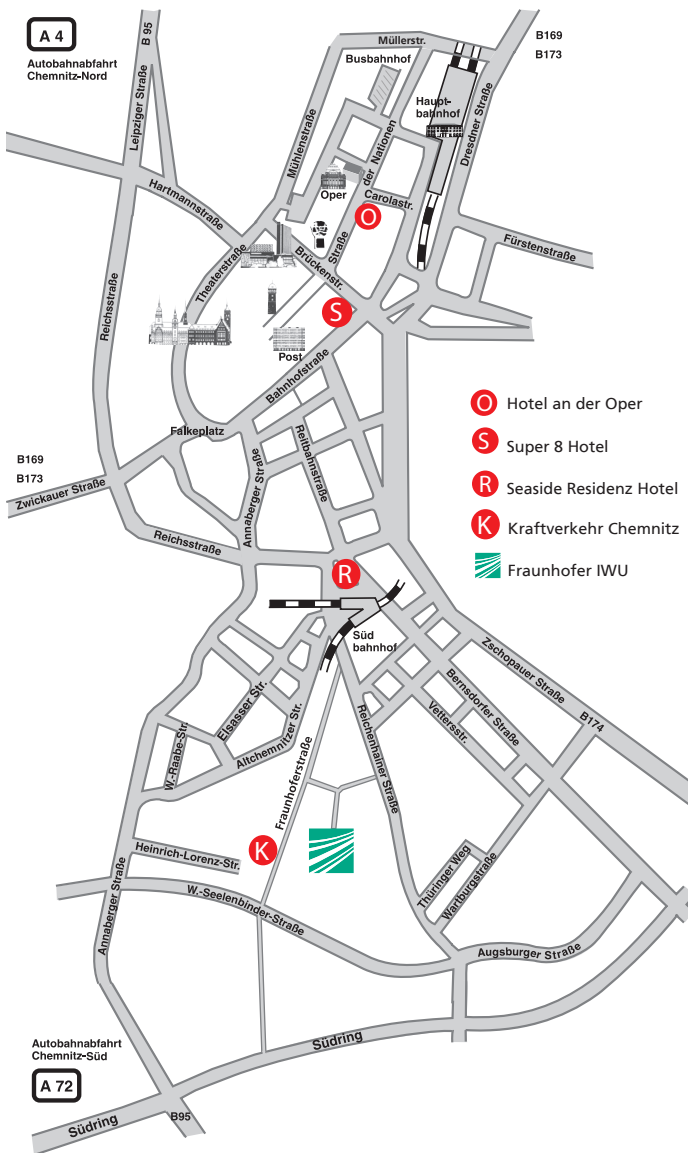 A 4
Autobahnabfahrt
Chemnitz-Nord
B 95
Leipziger Straße
Müllerstr.
Busbahnhof
B169
B173
Haupt-
bahnhof
Dresdner Straße
Mühlenstraße
der Nationen
Straße
Oper
Carolastr.
O
Hartmannstraße
Theaterstraße
Brückenstr.
Fürstenstraße
Reichsstraße
S
Post
Bahnhofstraße
Falkeplatz
Reitbahnstraße
Annaberger Straße
B169
B173
Zwickauer Straße
Reichsstraße
O Hotel an der Oper
S Super 8 Hotel
R Seaside Residenz Hotel
K Kraftverkehr Chemnitz
Fraunhofer IWU
R
Süd
bahnhof
Zschopauer Straße
B174
Bernsdorfer Straße
Vettersstr.
Elsasser Str.
W.-Raabe-Str.
Altchemnitzer Str.
Reichenhainer Straße
Fraunhoferstraße
K
Heinrich-Lorenz-Str.
Thüringer Weg
Wartburgstraße
W.-Seelenbinder-Straße
Annaberger Straße
Augsburger Straße
Autobahnabfahrt
Chemnitz-Süd
A 72
Südring
B95
Südring